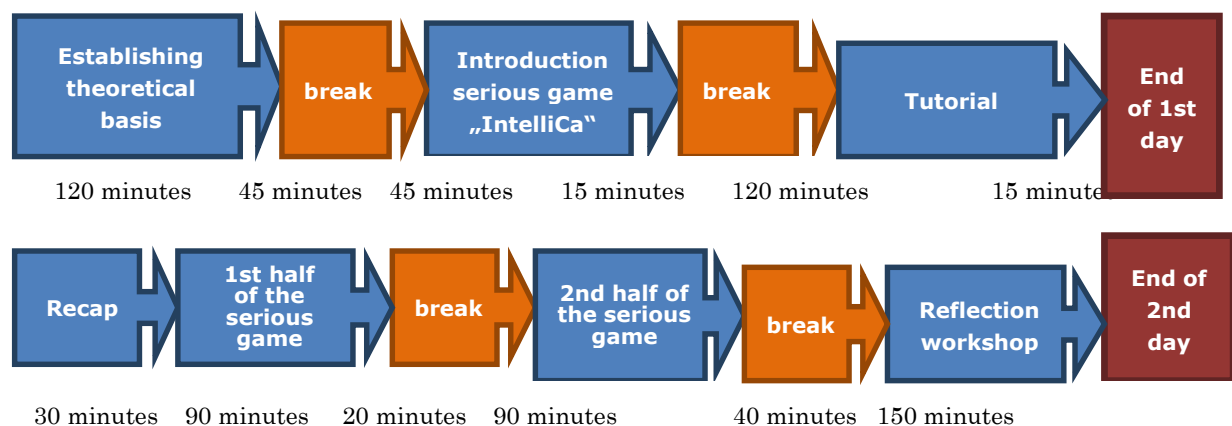 Establishing
theoretical
basis
break
Introduction
serious game
„IntelliCa“
break
Tutorial
End
of 1st
day
120 minutes
45 minutes
45 minutes
15 minutes
120 minutes
15 minute
Recap
1st half
of the
serious
game
break
2nd half of
the serious
game
break
Reflection
workshop
End of
2nd
day
30 minutes
90 minutes
20 minutes
90 minutes
40 minutes
150 minutes